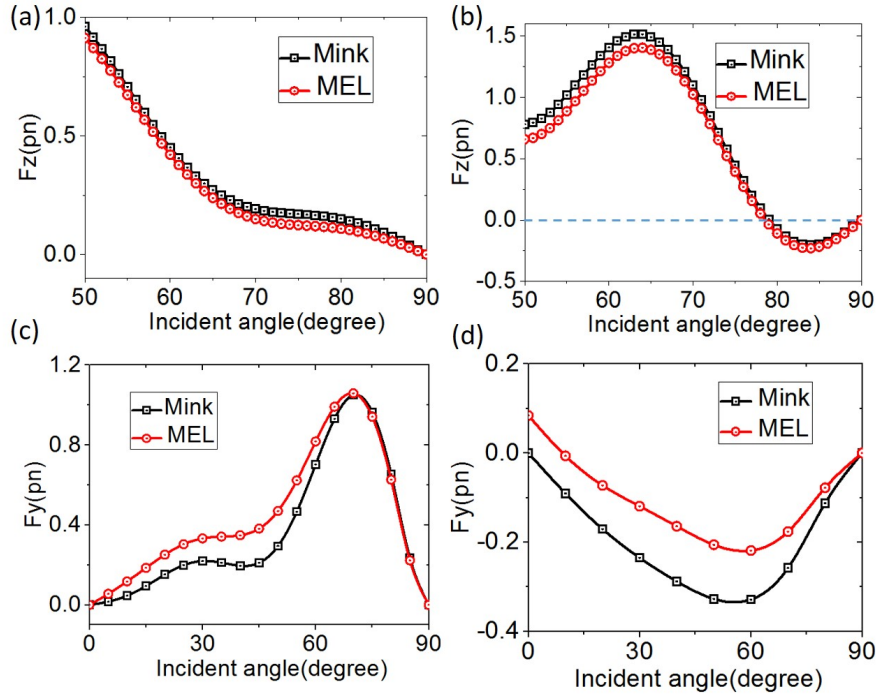 (a)
1.0
0.5
0.0
Fz(pn)
Mink
MEL
50 60 70 80 90
Incident angle(degree)
(b)
1.5
1.0
0.5
0.0
-0.5
Fz(pn)
Mink
MEL
50 60 70 80 90
Incident angle(degree)
(c)
1.2
0.8
0.4
0.0
Fy(pn)
Mink
MEL
0 30 60 90
Incident angle(degree)
(d)
0.2
0.0
-0.2
-0.4
Fy(pn)
Mink
MEL
0 30 60 90
Incident angle(degree)